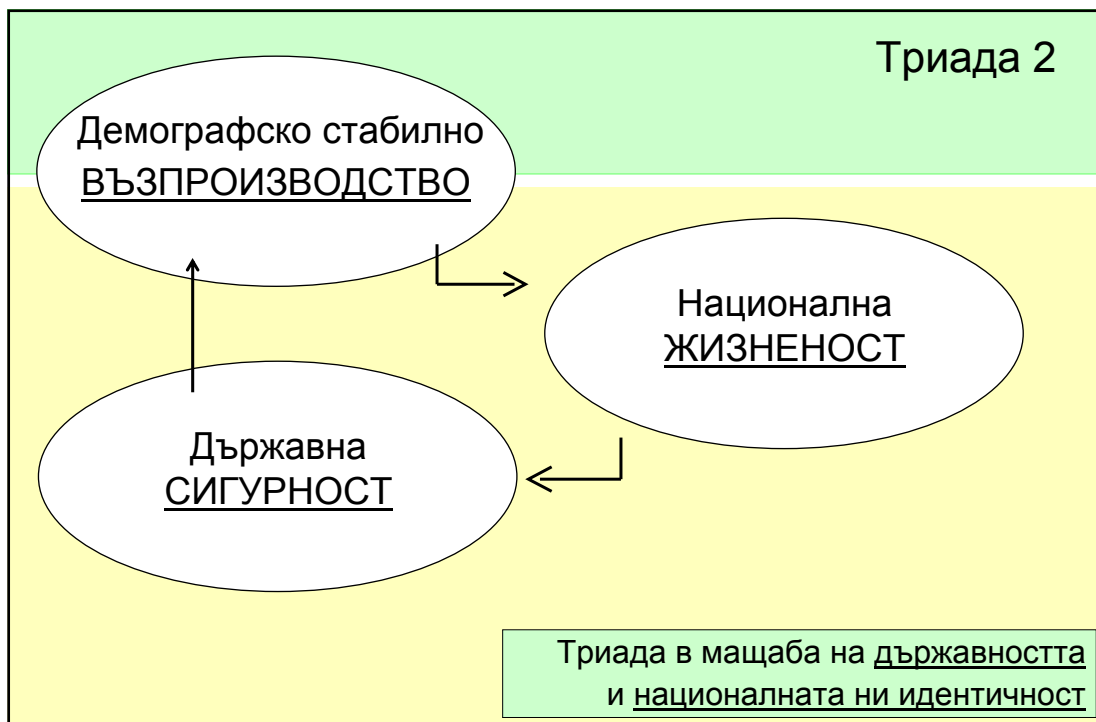 Триада 2
Демографско стабилно
ВЪЗПРОИЗВОДСТВО
Национална
ЖИЗНЕНОСТ
Държавна
СИГУРНОСТ
Триада в мащаба на държавността
и националната ни идентичност